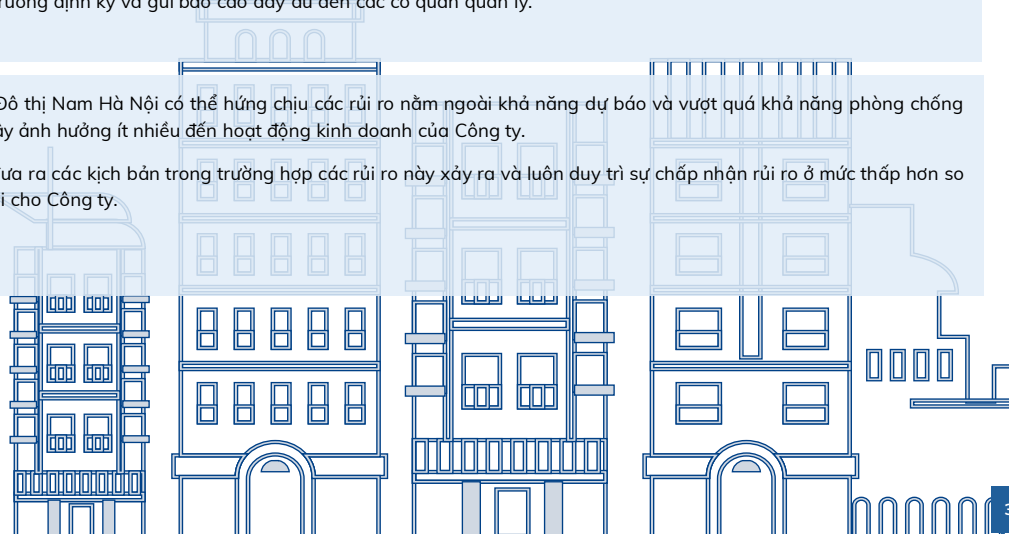 trường định kỳ và gửi báo cáo đầy đủ đến các cơ quan quản lý.
Đô thị Nam Hà Nội có thể hứng chịu các rủi ro nằm ngoài khả năng dự báo và vượt quá khả năng phòng chống
ảnh hưởng ít nhiều đến hoạt động kinh doanh của Công ty.
ra các kịch bản trong trường hợp các rủi ro này xảy ra và luôn duy trì sự chấp nhận rủi ro ở mức thấp hơn so
cho Công ty.